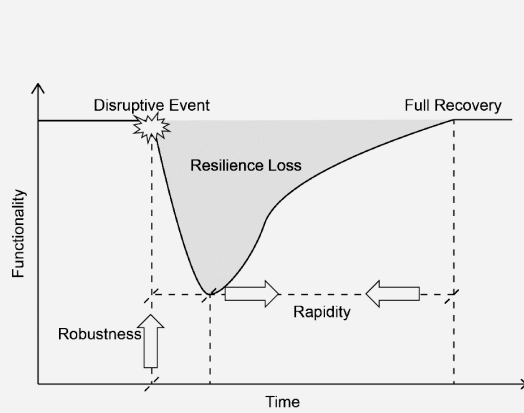 Disruptive Event
Full Recovery
Resilience Loss
Functionality
Rapidity
Robustness
Time